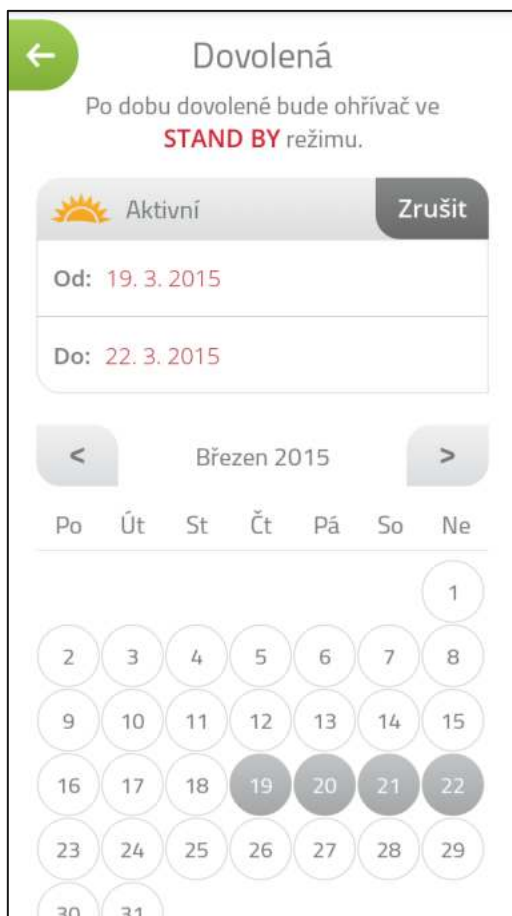 Dovolená
Po dobu dovolené bude ohřívač ve
STAND BY režimu.
Aktivní Zrušit
Od: 19. 3. 2015
Do: 22. 3. 2015
< Březen 2015 >
Po Út St Čt Pá So Ne
1
2 3 4 5 6 7 8
9 10 11 12 13 14 15
16 17 18 19 20 21 22
23 24 25 26 27 28 29
30 31